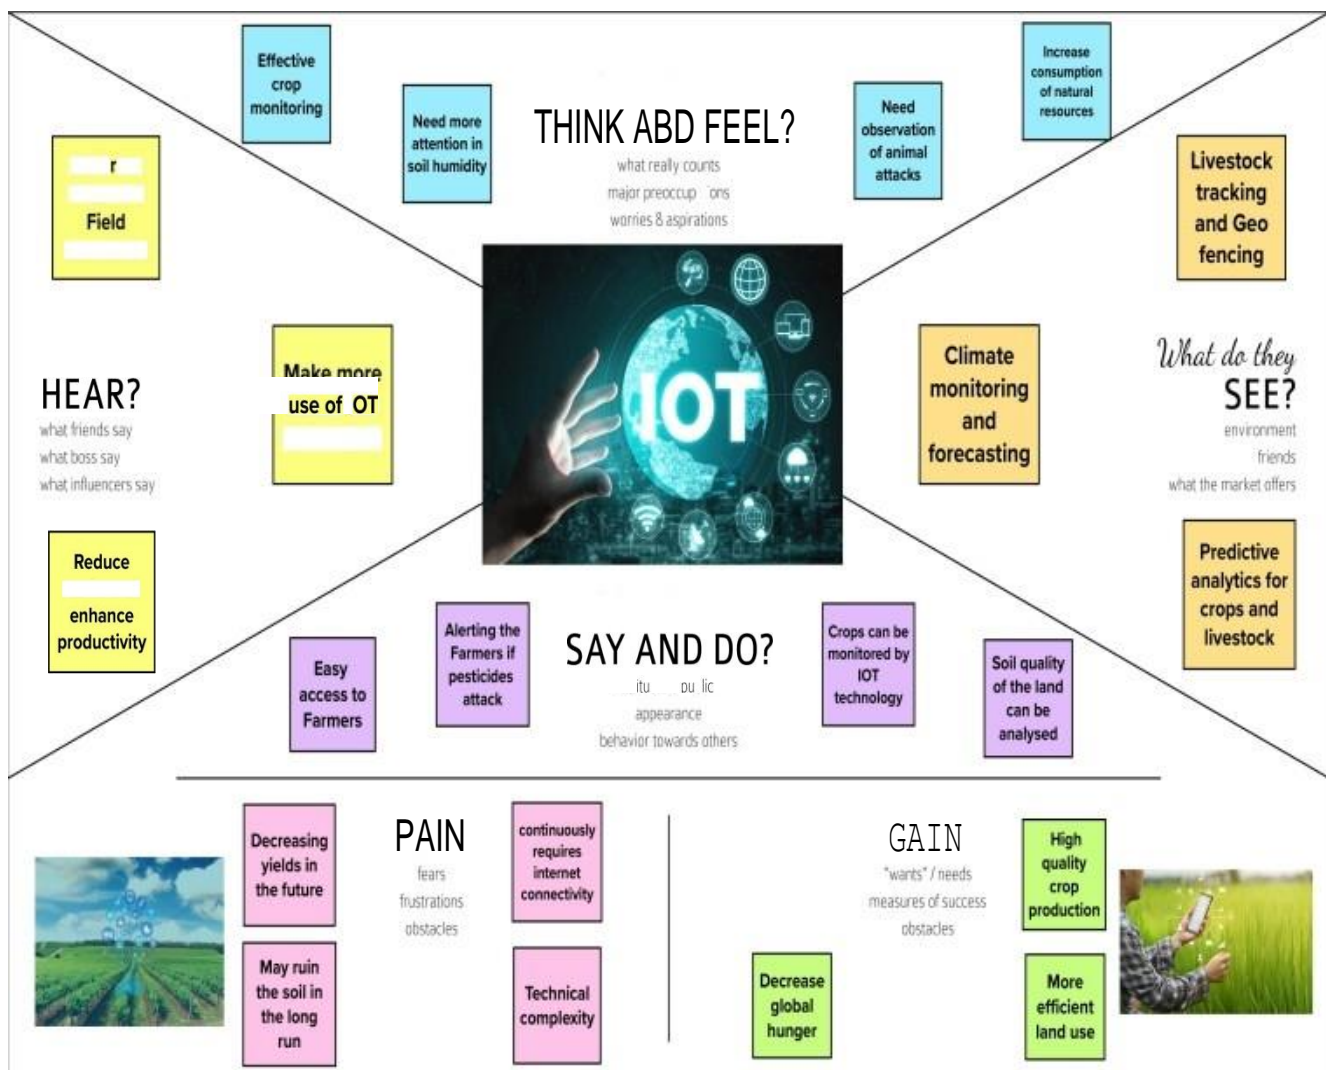 Effective
crop
monitoring
Need more
attention in
soil humidity
THINK ABD FEEL?
what really counts
major preoccup ons
worries & aspirations
Need
observation
of animal
attacks
Increase
consumption
of natural
resources
r
Field
Make more
use of OT
HEAR?
what friends say
what boss say
what influencers say
Reduce
enhance
productivity
IOT
Livestock
tracking
and Geo
fencing
Climate
monitoring
and
forecasting
What do they
SEE?
environment
friends
what the market offers
Predictive
analytics for
crops and
livestock
Easy
access to
Farmers
Alerting the
Farmers if
pesticides
attack
SAY AND DO?
itu pu lic
appearance
behavior towards others
Crops can be
monitored by
IOT
technology
Soil quality
of the land
can be
analysed
Decreasing
yields in
the future
May ruin
the soil in
the long
run
PAIN
fears
frustrations
obstacles
continuously
requires
internet
connectivity
Technical
complexity
GAIN
"wants" / needs
measures of success
obstacles
Decrease
global
hunger
High
quality
crop
production
More
efficient
land use